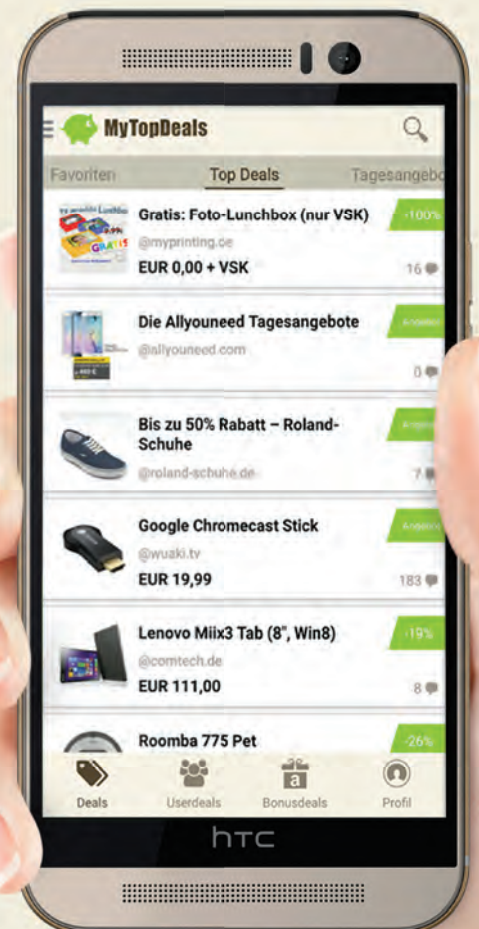 MyTopDeals
Favoriten
Top Deals
Tagesangebo
GRATIS
Gratis: Foto-Lunchbox (nur VSK)
-100%
@myprinting.de
EUR 0,00 + VSK
16
Die Allyouneed Tagesangebote
@allyouneed.com
0
Bis zu 50% Rabatt – Roland-
Schuhe
@roland-schuhe.de
7
Google Chromecast Stick
@wuaki.tv
EUR 19,99
183
Lenovo Miix3 Tab (8", Win8)
-19%
@comtech.de
EUR 111,00
8
Roomba 775 Pet
-26%
a
Deals
Userdeals
Bonusdeals
Profil
hTC